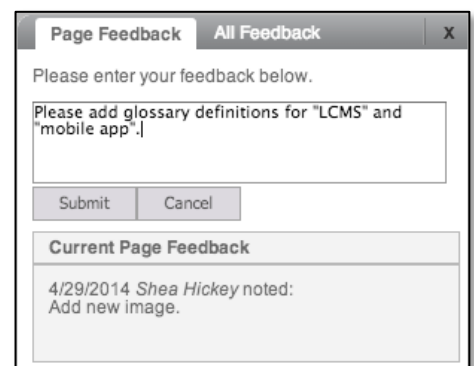 Page Feedback All Feedback X
Please enter your feedback below.
Please add glossary definitions for "LCMS" and
"mobile app".
Submit Cancel
Current Page Feedback
4/29/2014 Shea Hickey noted:
Add new image.